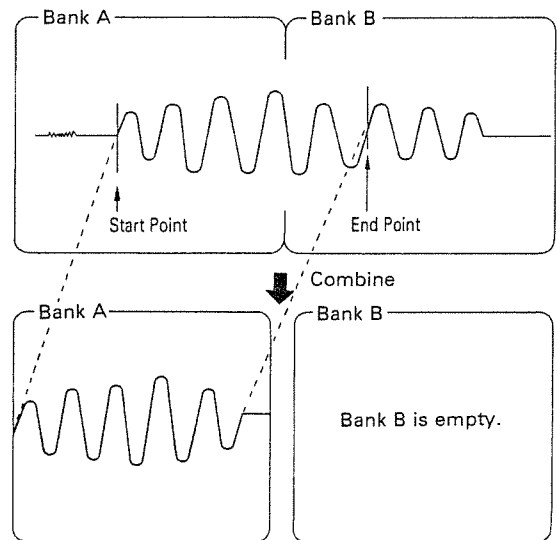 Bank A
Bank B
Start Point
End Point
Combine
Bank A
Bank B
Bank B is empty.